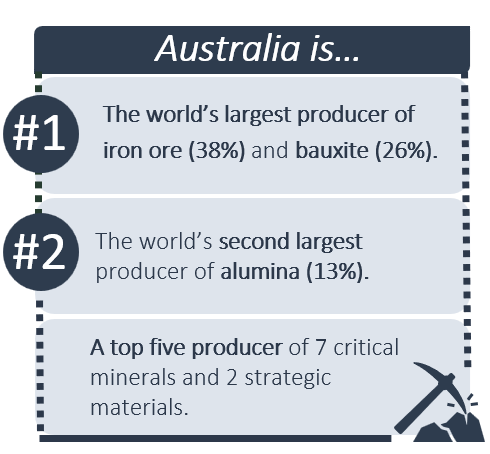 Australia is...
#1
The world's largest producer of
iron ore (38%) and bauxite (26%).
#2
The world's second largest
producer of alumina (13%).
A top five producer of 7 critical
minerals and 2 strategic
materials.